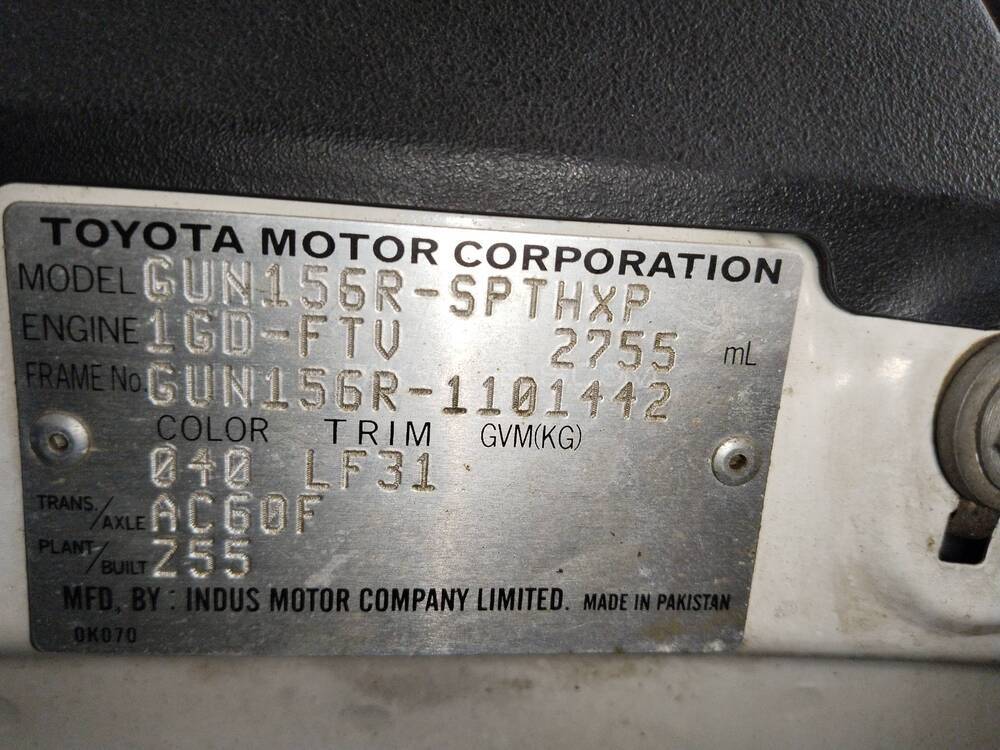 TOYOTA MOTOR CORPORATION
MODEL GUN156R-SPTHXP
ENGINE 1GD-FTV 2755 mL
FRAME No. GUN156R-1101442
COLOR TRIM GVM(KG)
040 LF31
TRANS./AXLE AC60F
PLANT/BUILT Z55
MFD, BY : INDUS MOTOR COMPANY LIMITED. MADE IN PAKISTAN
0K070